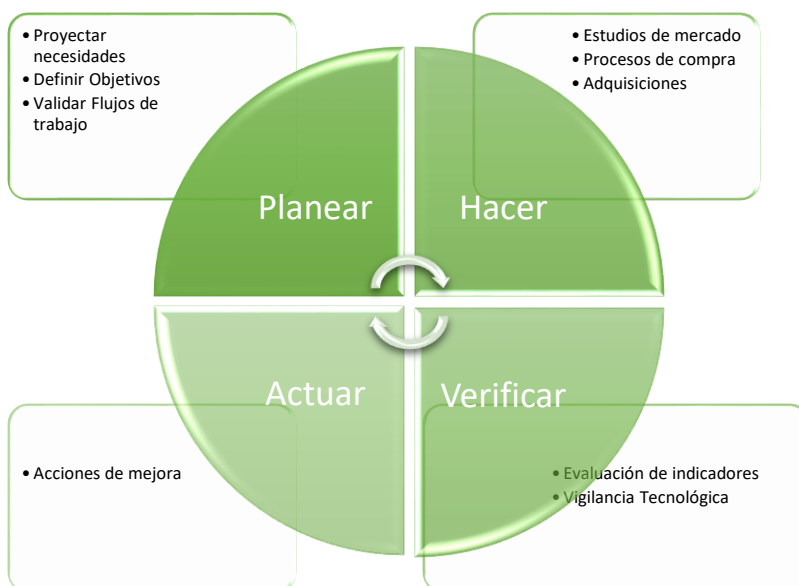 • Proyectar
necesidades
• Definir Objetivos
• Validar Flujos de
trabajo
• Estudios de mercado
• Procesos de compra
• Adquisiciones
Planear
Hacer
Actuar
Verificar
• Acciones de mejora
• Evaluación de indicadores
• Vigilancia Tecnológica